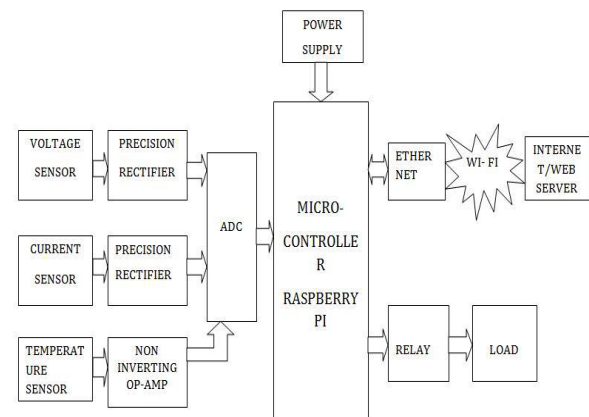 POWER
SUPPLY
VOLTAGE
SENSOR
PRECISION
RECTIFIER
CURRENT
SENSOR
PRECISION
RECTIFIER
TEMPERAT
URE
SENSOR
NON
INVERTING
OP-AMP
ADC
MICRO-
CONTROLLE
R
RASPBERRY
PI
ETHER
NET
WI- FI
INTERNE
T/WEB
SERVER
RELAY
LOAD